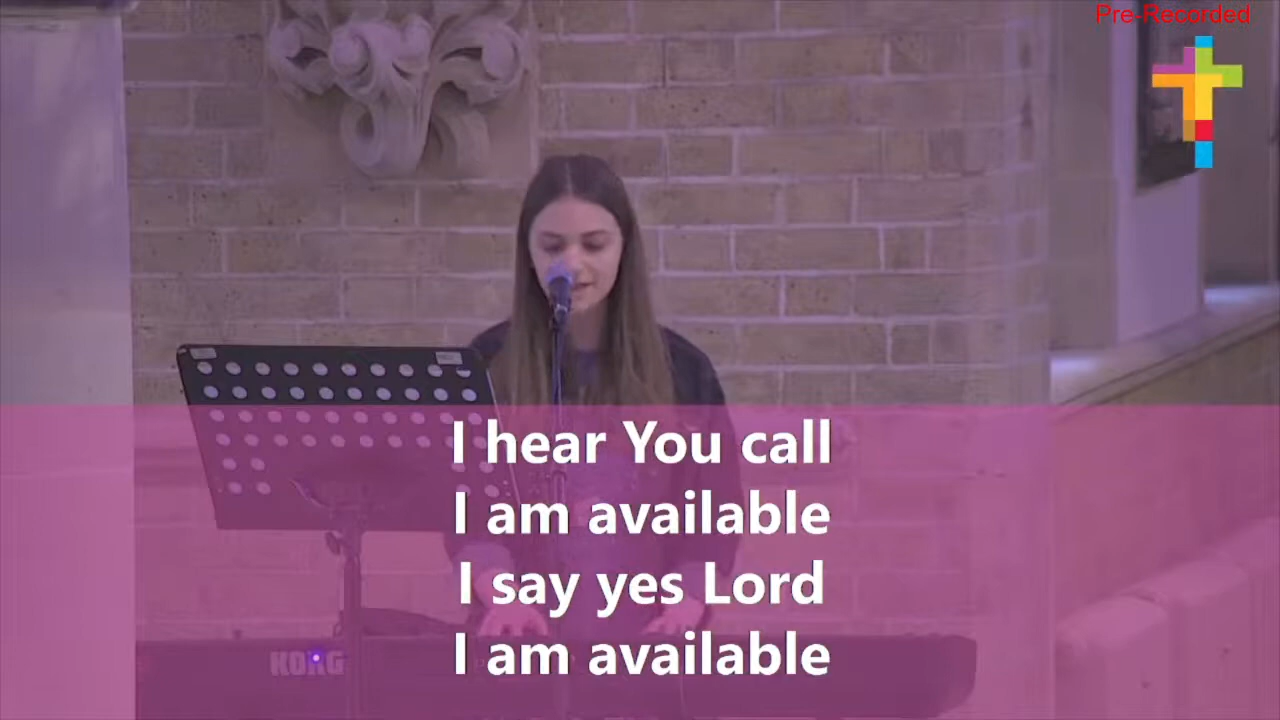 Pre-Recorded
I hear You call
I am available
I say yes Lord
I am available
KORG